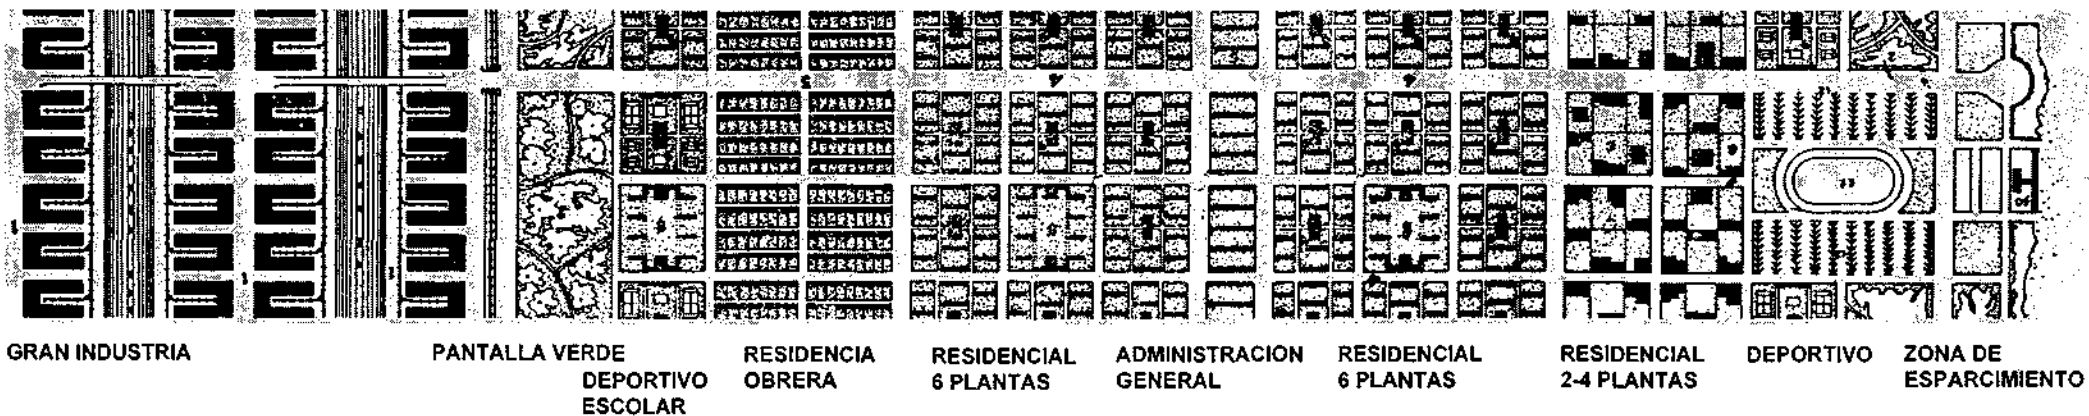 GRAN INDUSTRIA
PANTALLA VERDE
DEPORTIVO
ESCOLAR
RESIDENCIA
OBRERA
RESIDENCIAL
6 PLANTAS
ADMINISTRACION
GENERAL
RESIDENCIAL
6 PLANTAS
RESIDENCIAL
2-4 PLANTAS
DEPORTIVO
ZONA DE
ESPARCIMIENTO